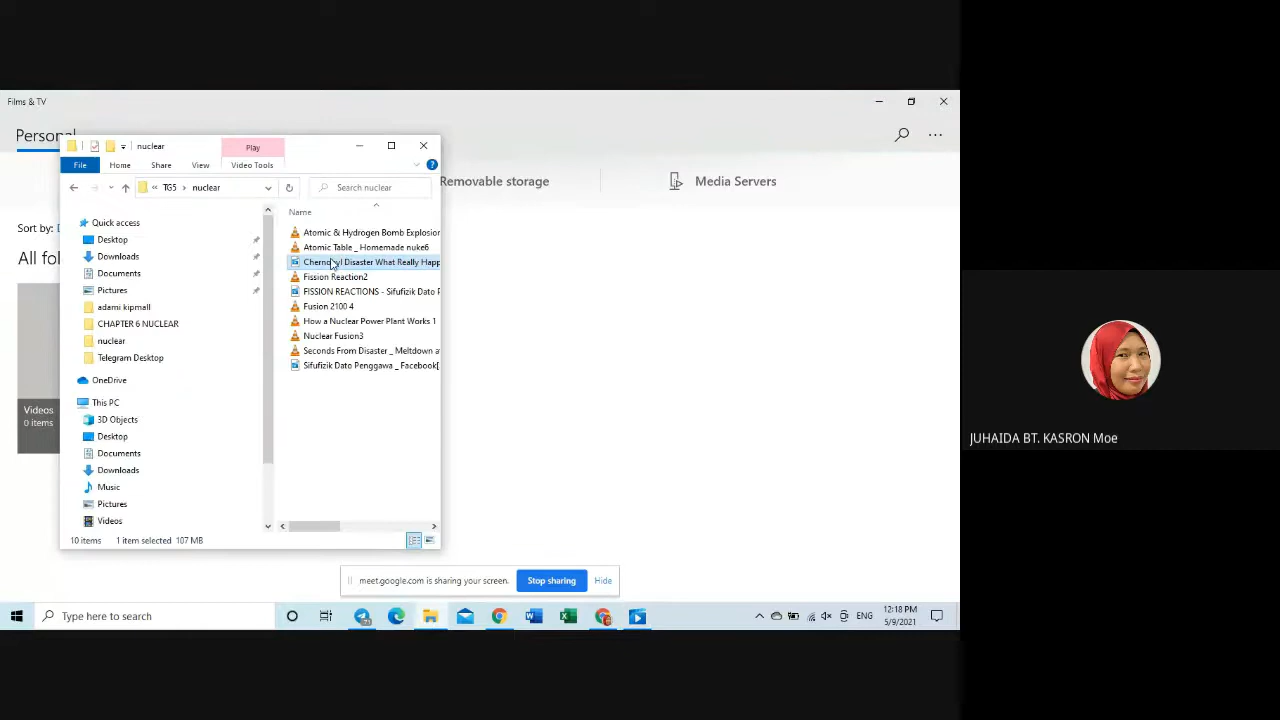 Films & TV
Personal
nuclear
Play
File
Home
Share
View
Video Tools
« TG5 › nuclear
Search nuclear
Removable storage
Media Servers
Sort by:
All fol
Videos
0 items
Quick access
Desktop
Downloads
Documents
Pictures
adami kipmall
CHAPTER 6 NUCLEAR
nuclear
Telegram Desktop
OneDrive
This PC
3D Objects
Desktop
Documents
Downloads
Music
Pictures
Videos
Name
Atomic & Hydrogen Bomb Explosion
Atomic Table _ Homemade nuke6
Chernobyl Disaster What Really Happ
Fission Reaction2
FISSION REACTIONS - Sifufizik Dato P
Fusion 2100 4
How a Nuclear Power Plant Works 1
Nuclear Fusion3
Seconds From Disaster _ Meltdown at
Sifufizik Dato Penggawa _ Facebook[
10 items
1 item selected 107 MB
meet.google.com is sharing your screen.
Stop sharing
Hide
Type here to search
ENG
12:18 PM
5/9/2021
JUHAIDA BT. KASRON Moe